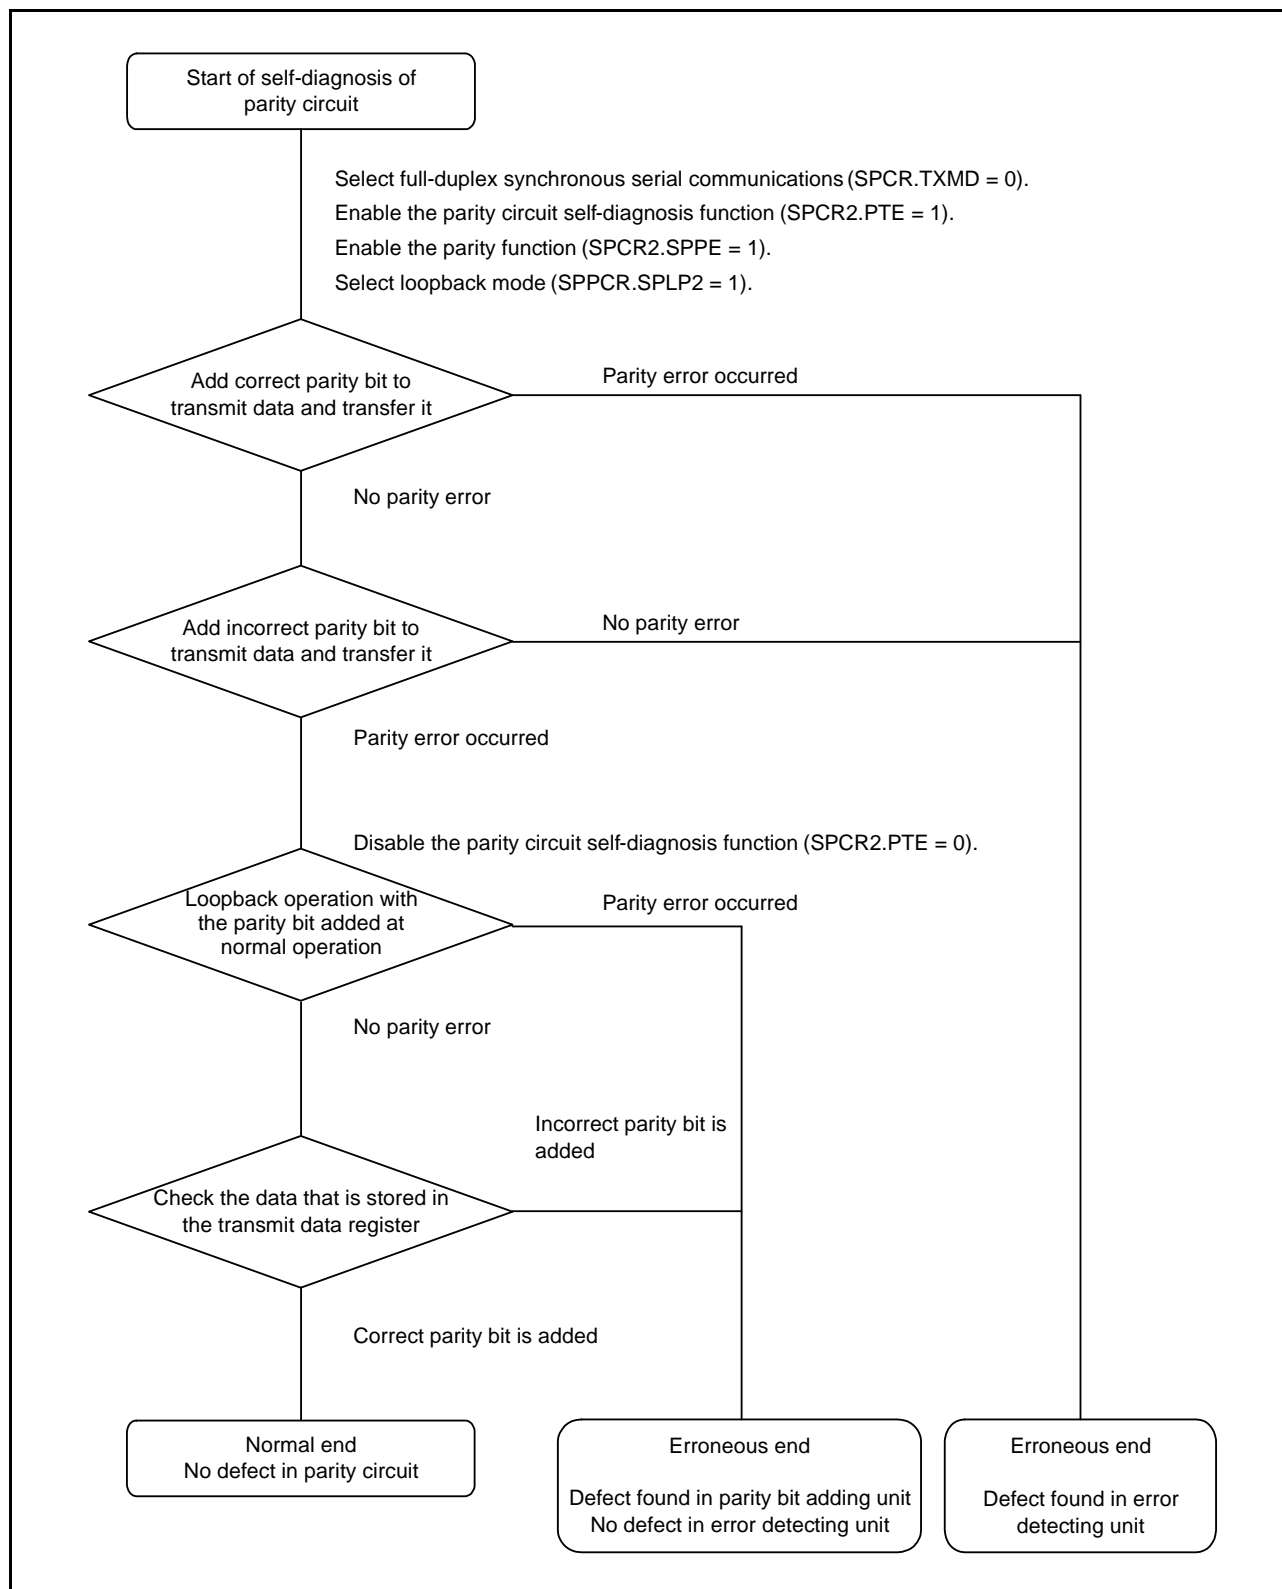 Start of self-diagnosis of
parity circuit
Select full-duplex synchronous serial communications (SPCR.TXMD = 0).
Enable the parity circuit self-diagnosis function (SPCR2.PTE = 1).
Enable the parity function (SPCR2.SPPE = 1).
Select loopback mode (SPPCR.SPLP2 = 1).
Add correct parity bit to
transmit data and transfer it
Parity error occurred
No parity error
Add incorrect parity bit to
transmit data and transfer it
No parity error
Parity error occurred
Disable the parity circuit self-diagnosis function (SPCR2.PTE = 0).
Loopback operation with
the parity bit added at
normal operation
Parity error occurred
No parity error
Incorrect parity bit is
added
Check the data that is stored in
the transmit data register
Correct parity bit is added
Normal end
No defect in parity circuit
Erroneous end
Defect found in parity bit adding unit
No defect in error detecting unit
Erroneous end
Defect found in error
detecting unit